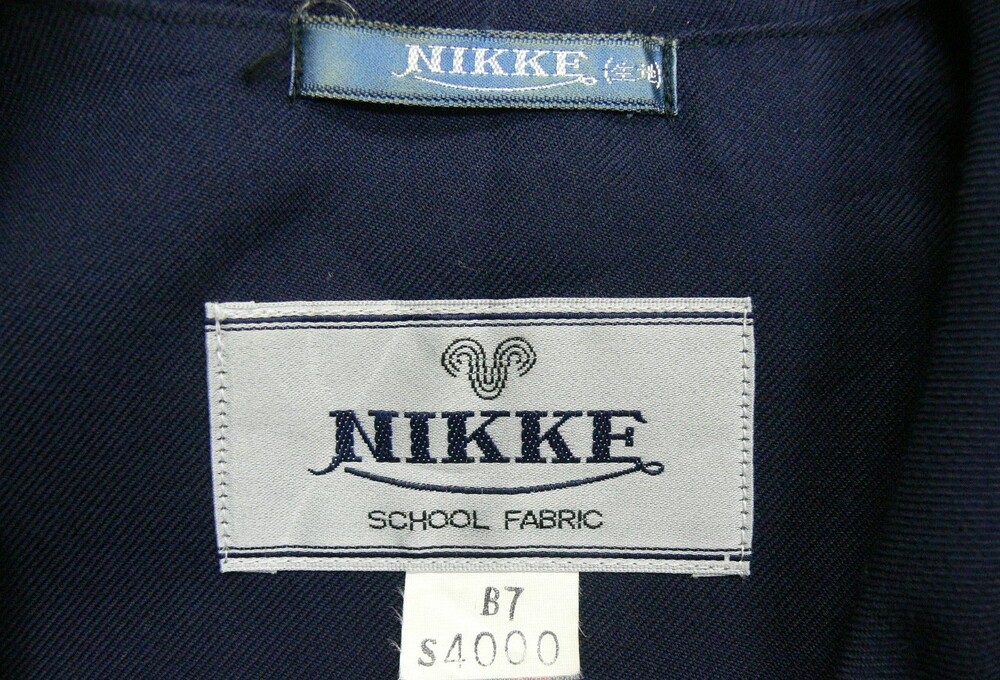 NIKKE (生地)
NIKKE
SCHOOL FABRIC
B7
S4000